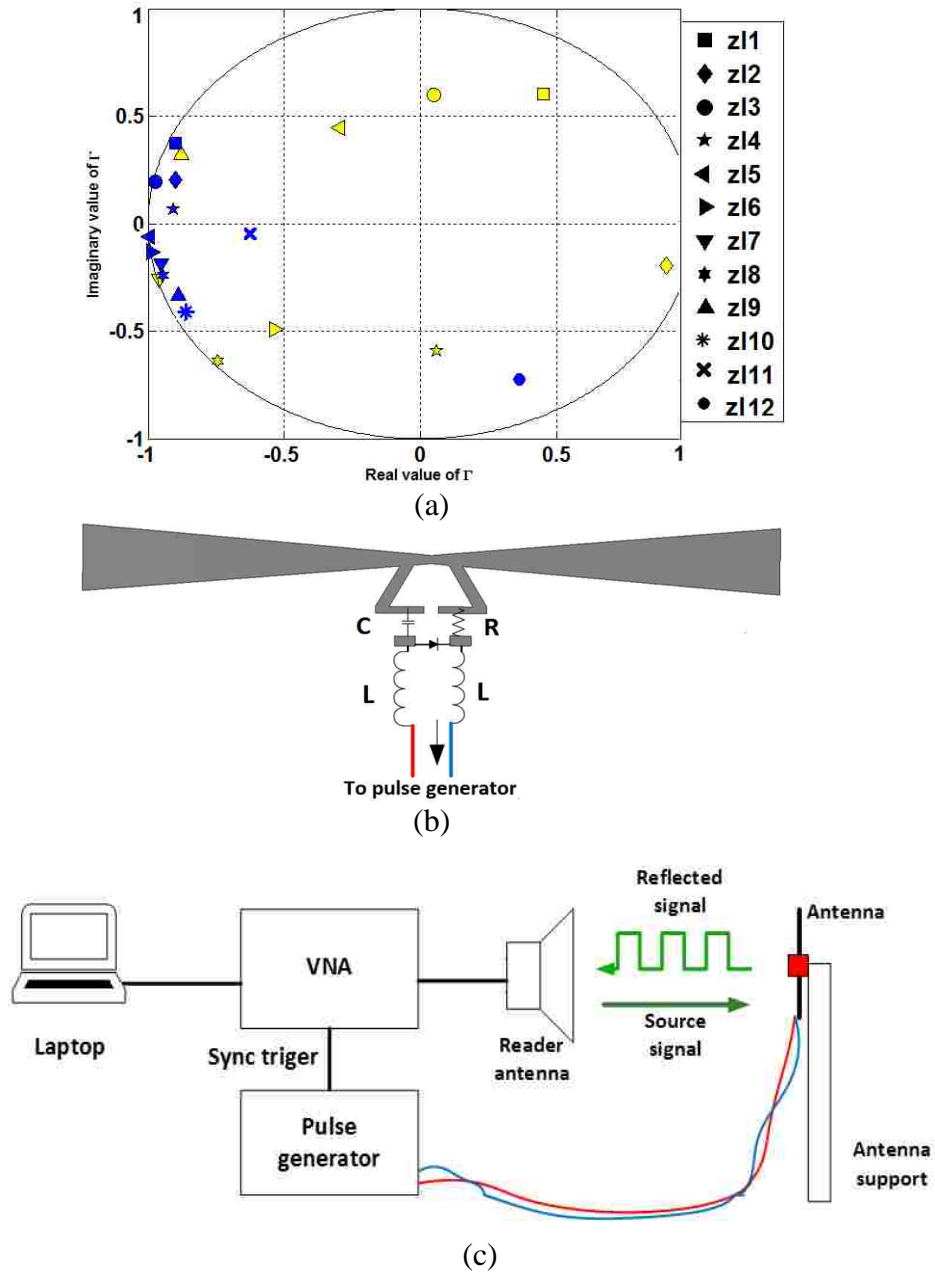 1
0.5
0
-0.5
-1
Imaginary value of Γ
-1
-0.5
0
0.5
1
Real value of Γ
zl1
zl2
zl3
zl4
zl5
zl6
zl7
zl8
zl9
zl10
zl11
zl12
(a)
C
R
L
L
To pulse generator
(b)
Reflected
signal
Antenna
VNA
Laptop
Sync triger
Reader
antenna
Source
signal
Pulse
generator
Antenna
support
(c)